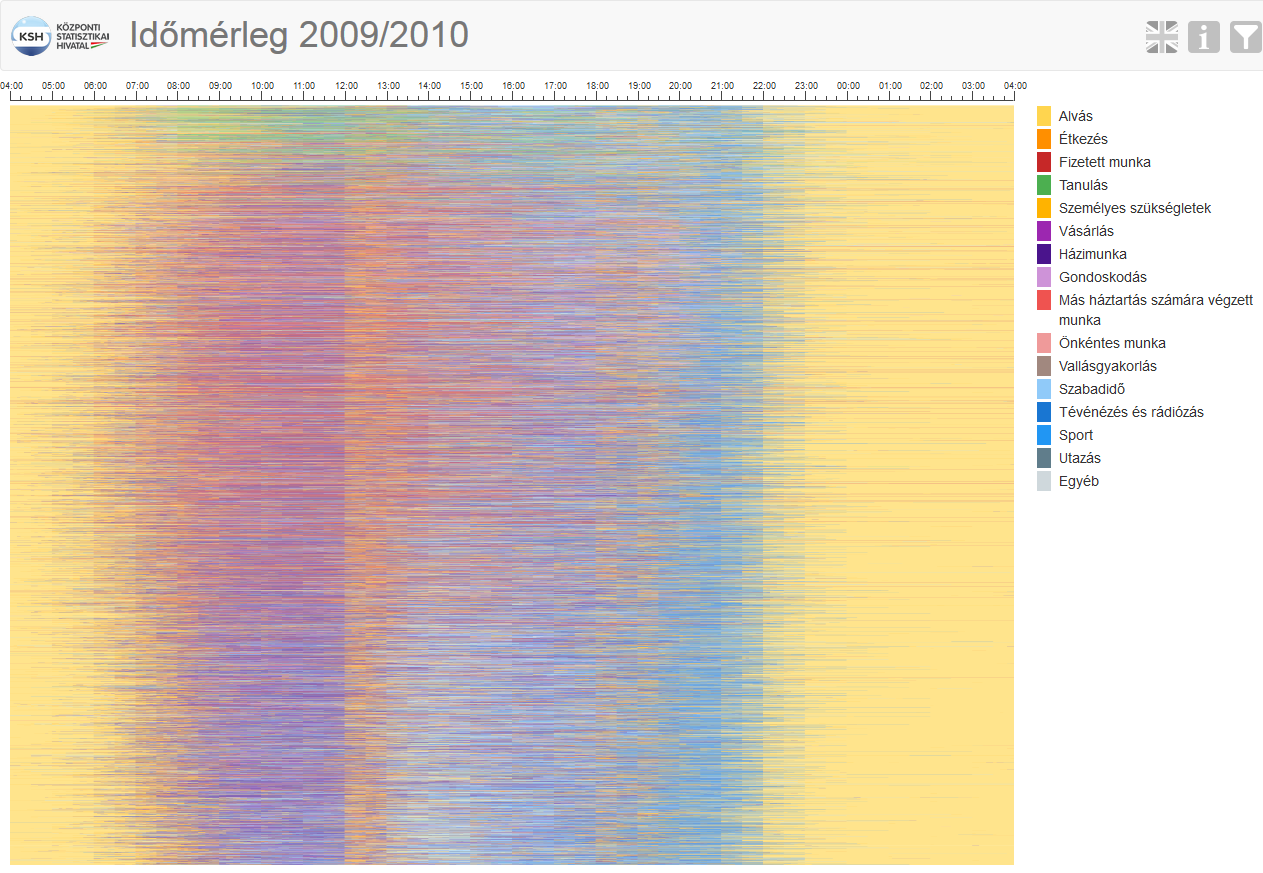 KSH
KÖZPONTI
STATISZTIKAI
HIVATAL
Időmérleg 2009/2010
04:00 05:00 06:00 07:00 08:00 09:00 10:00 11:00 12:00 13:00 14:00 15:00 16:00 17:00 18:00 19:00 20:00 21:00 22:00 23:00 00:00 01:00 02:00 03:00 04:00
Alvás
Étkezés
Fizetett munka
Tanulás
Személyes szükségletek
Vásárlás
Házimunka
Gondoskodás
Más háztartás számára végzett
munka
Önkéntes munka
Vallásgyakorlás
Szabadidő
Tévénézés és rádiózás
Sport
Utazás
Egyéb